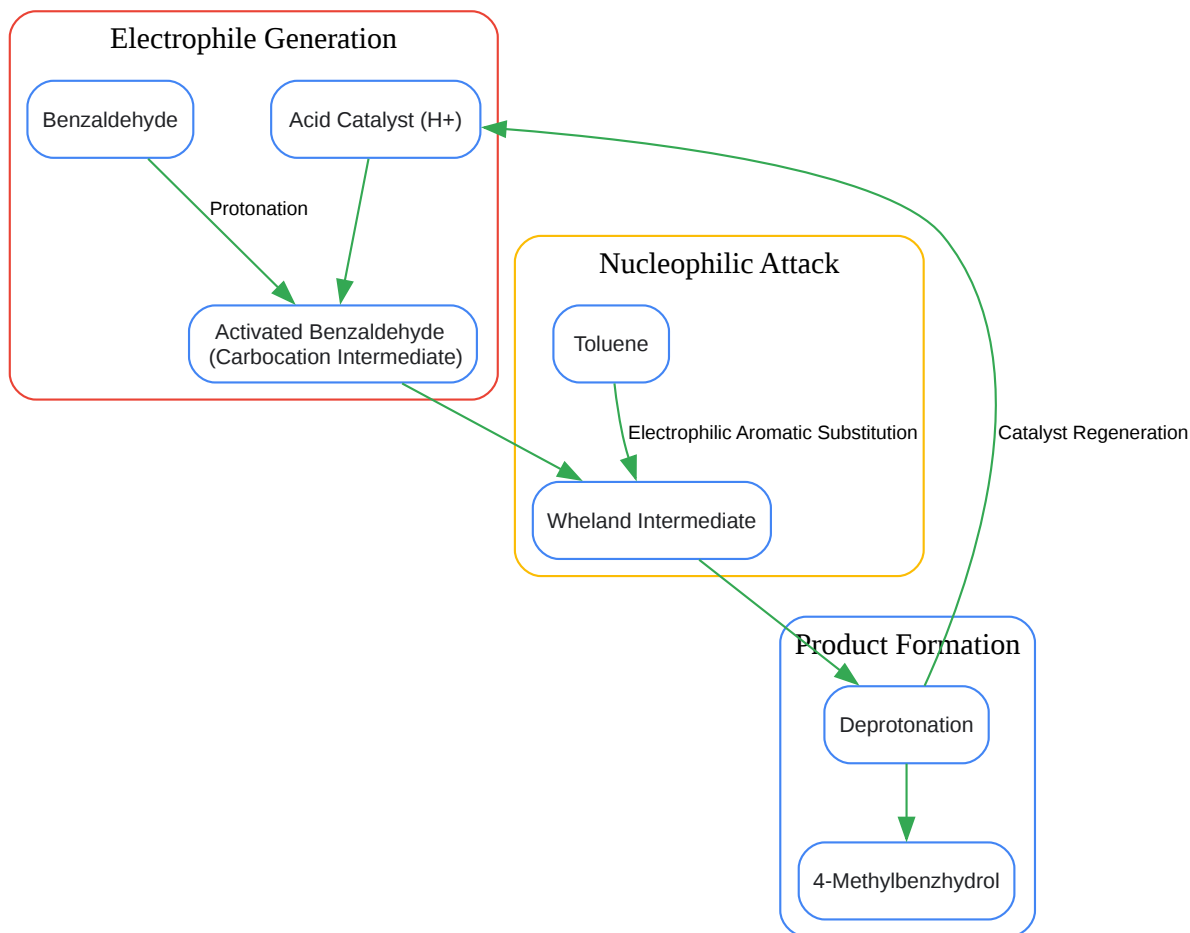 Electrophile Generation
Benzaldehyde
Acid Catalyst (H+)
Protonation
Activated Benzaldehyde
(Carbocation Intermediate)
Nucleophilic Attack
Toluene
Electrophilic Aromatic Substitution
Wheland Intermediate
Catalyst Regeneration
Product Formation
Deprotonation
4-Methylbenzhydrol